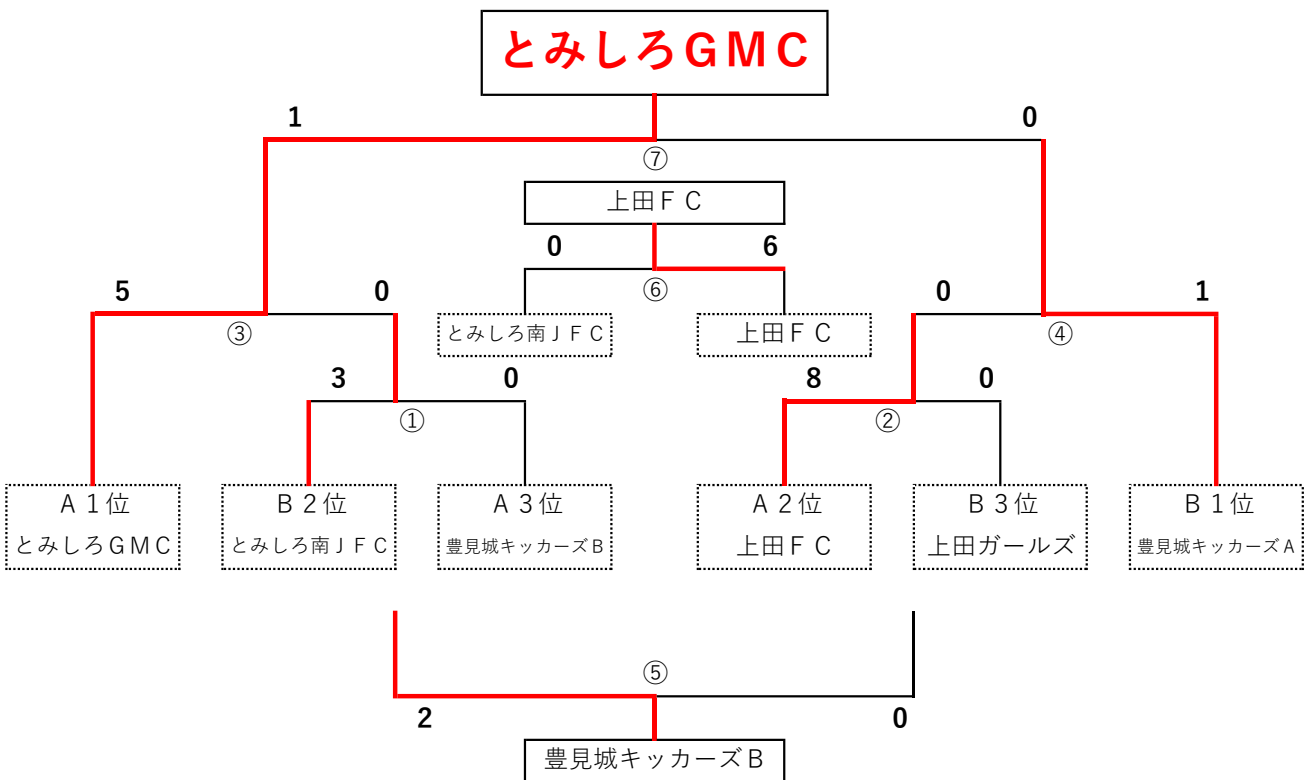 とみしろＧＭＣ
1
0
⑦
上田ＦＣ
0
6
⑥
5
0
0
1
③
とみしろ南ＪＦＣ
上田ＦＣ
④
3
0
8
0
①
②
Ａ１位
とみしろＧＭＣ
Ｂ２位
とみしろ南ＪＦＣ
Ａ３位
豊見城キッカーズＢ
Ａ２位
上田ＦＣ
Ｂ３位
上田ガールズ
Ｂ１位
豊見城キッカーズＡ
⑤
2
0
豊見城キッカーズＢ